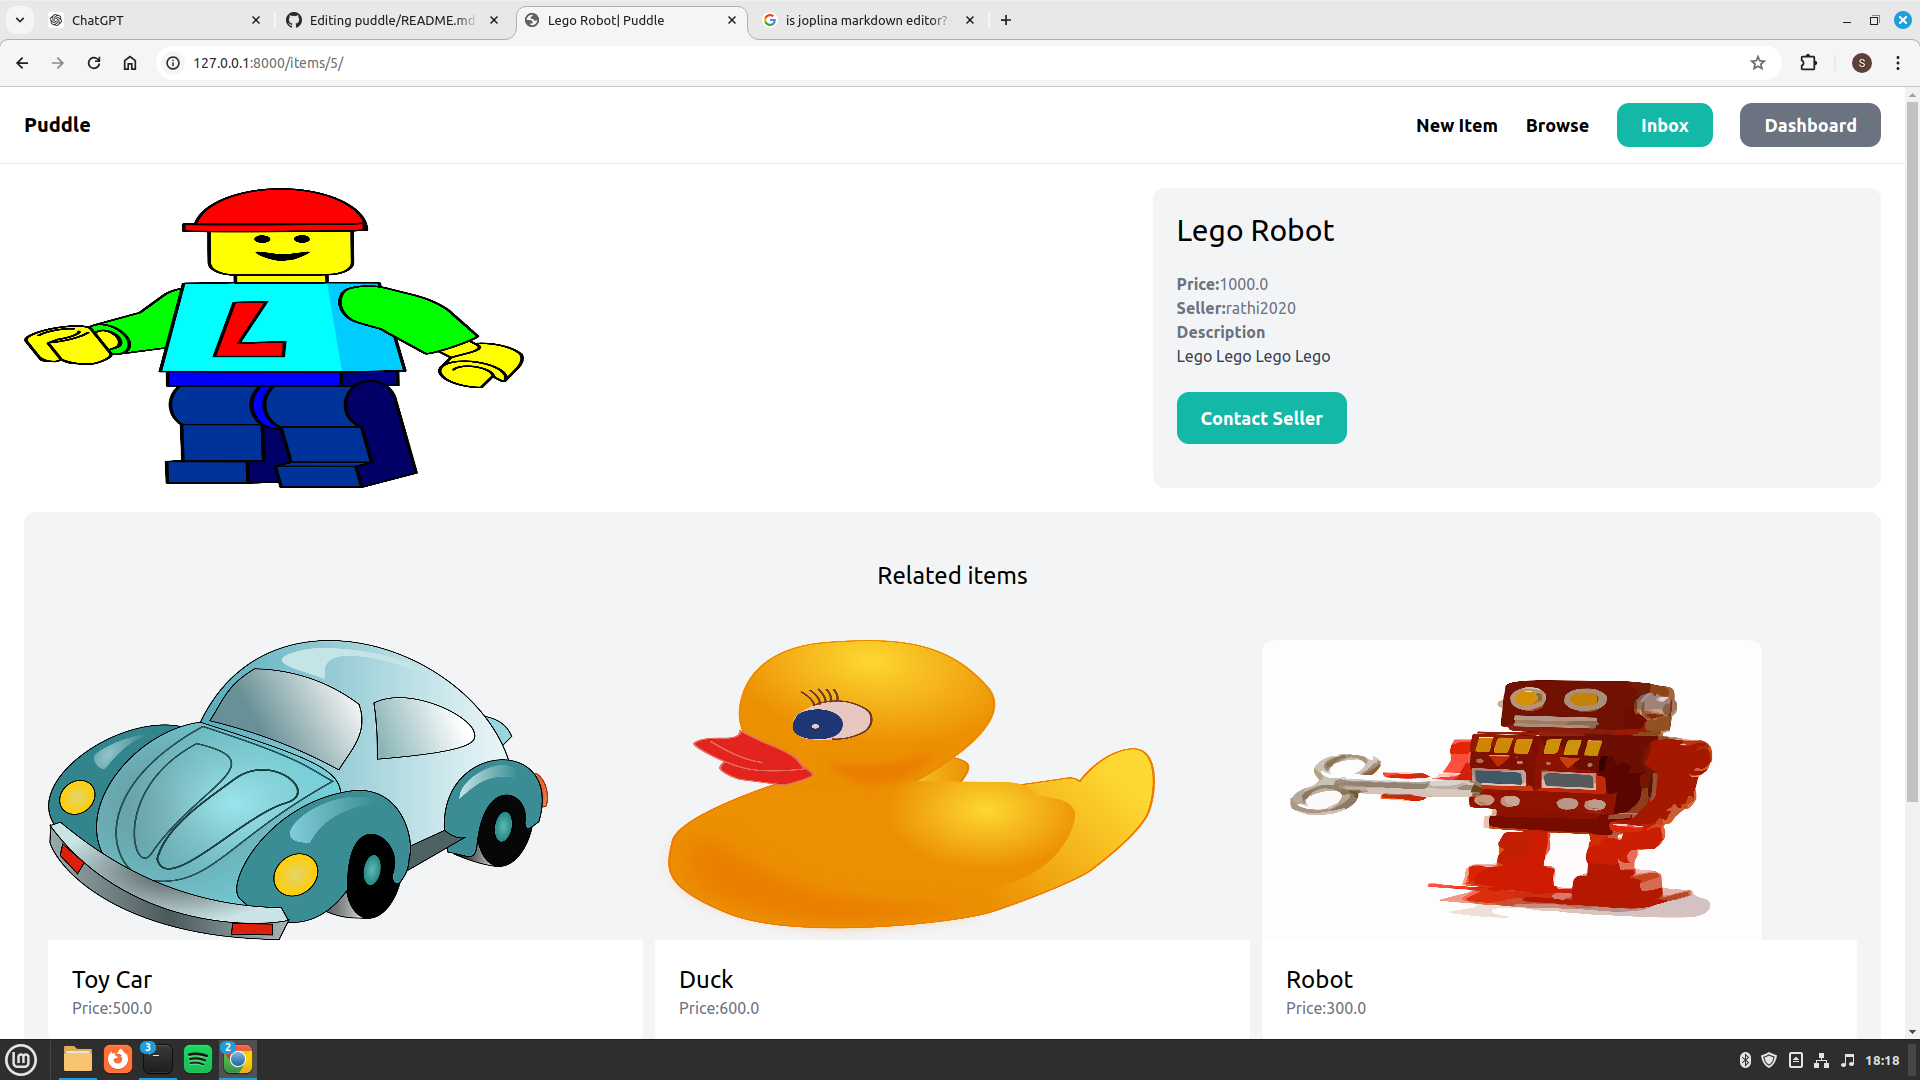 ChatGPT
Editing puddle/README.md
Lego Robot| Puddle
is joplina markdown editor?
127.0.0.1:8000/items/5/
S
Puddle
New Item
Browse
Inbox
Dashboard
L
Lego Robot
Price:1000.0
Seller:rathi2020
Description
Lego Lego Lego Lego
Contact Seller
Related items
Toy Car
Price:500.0
Duck
Price:600.0
Robot
Price:300.0
3
2
18:18